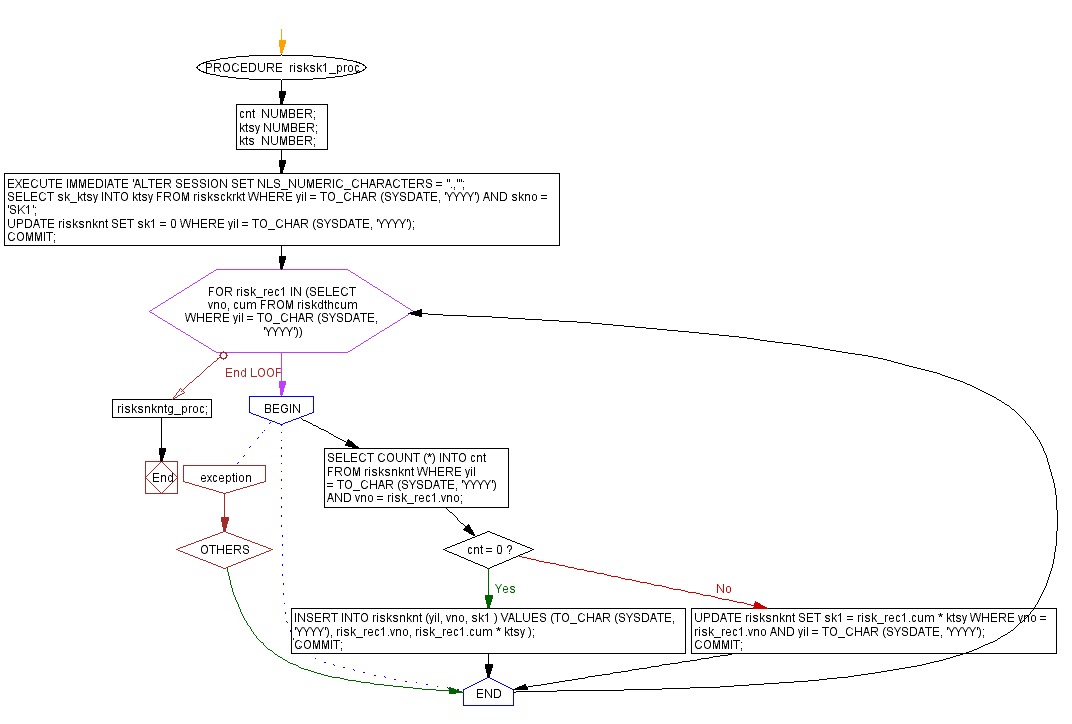 PROCEDURE risksk1_proc
cnt NUMBER;
ktsy NUMBER;
kts NUMBER;
EXECUTE IMMEDIATE 'ALTER SESSION SET NLS_NUMERIC_CHARACTERS = ''.,''';
SELECT sk_ktsy INTO ktsy FROM risksckrkt WHERE yil = TO_CHAR (SYSDATE, 'YYYY') AND skno =
'SK1';
UPDATE risksnknt SET sk1 = 0 WHERE yil = TO_CHAR (SYSDATE, 'YYYY');
COMMIT;
FOR risk_rec1 IN (SELECT
vno, cum FROM riskdthcum
WHERE yil = TO_CHAR (SYSDATE,
'YYYY'))
End LOOP
risksnkntg_proc;
End
BEGIN
exception
OTHERS
SELECT COUNT (*) INTO cnt
FROM risksnknt WHERE yil
= TO_CHAR (SYSDATE, 'YYYY')
AND vno = risk_rec1.vno;
cnt = 0 ?
Yes
No
INSERT INTO risksnknt (yil, vno, sk1 ) VALUES (TO_CHAR (SYSDATE,
'YYYY'), risk_rec1.vno, risk_rec1.cum * ktsy );
COMMIT;
UPDATE risksnknt SET sk1 = risk_rec1.cum * ktsy WHERE vno =
risk_rec1.vno AND yil = TO_CHAR (SYSDATE, 'YYYY');
COMMIT;
END